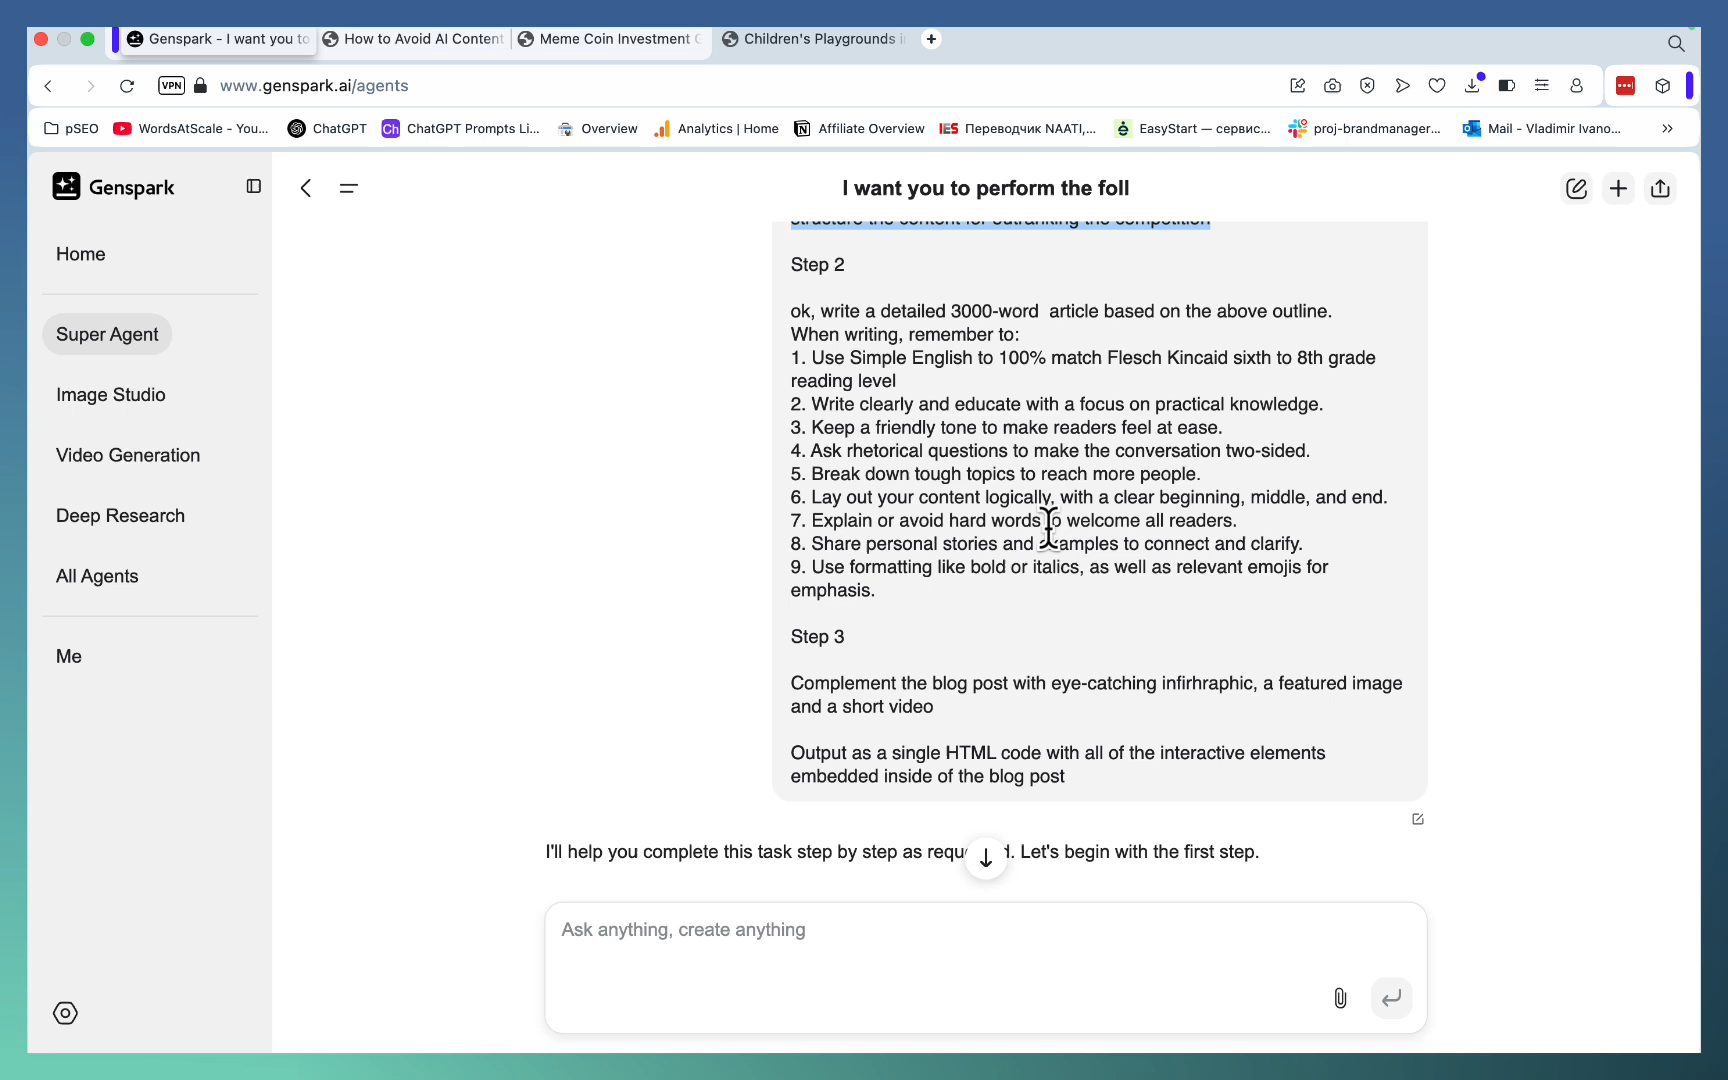 Genspark - I want you to
How to Avoid AI Content
Meme Coin Investment G
Children's Playgrounds i
VPN
www.genspark.ai/agents
pSEO
WordsAtScale - You...
ChatGPT
Ch
ChatGPT Prompts Li...
Overview
Analytics | Home
Affiliate Overview
IES
Переводчик NAATI,...
EasyStart — сервис...
proj-brandmanager...
Mail - Vladimir Ivano...
Genspark
I want you to perform the foll
Home
Super Agent
Image Studio
Video Generation
Deep Research
All Agents
Me
structure the content for outranking the competition
Step 2
ok, write a detailed 3000-word  article based on the above outline.
When writing, remember to:
1. Use Simple English to 100% match Flesch Kincaid sixth to 8th grade
reading level
2. Write clearly and educate with a focus on practical knowledge.
3. Keep a friendly tone to make readers feel at ease.
4. Ask rhetorical questions to make the conversation two-sided.
5. Break down tough topics to reach more people.
6. Lay out your content logically, with a clear beginning, middle, and end.
7. Explain or avoid hard words to welcome all readers.
8. Share personal stories and examples to connect and clarify.
9. Use formatting like bold or italics, as well as relevant emojis for
emphasis.
Step 3
Complement the blog post with eye-catching infirhraphic, a featured image
and a short video
Output as a single HTML code with all of the interactive elements
embedded inside of the blog post
I'll help you complete this task step by step as requested. Let's begin with the first step.
Ask anything, create anything